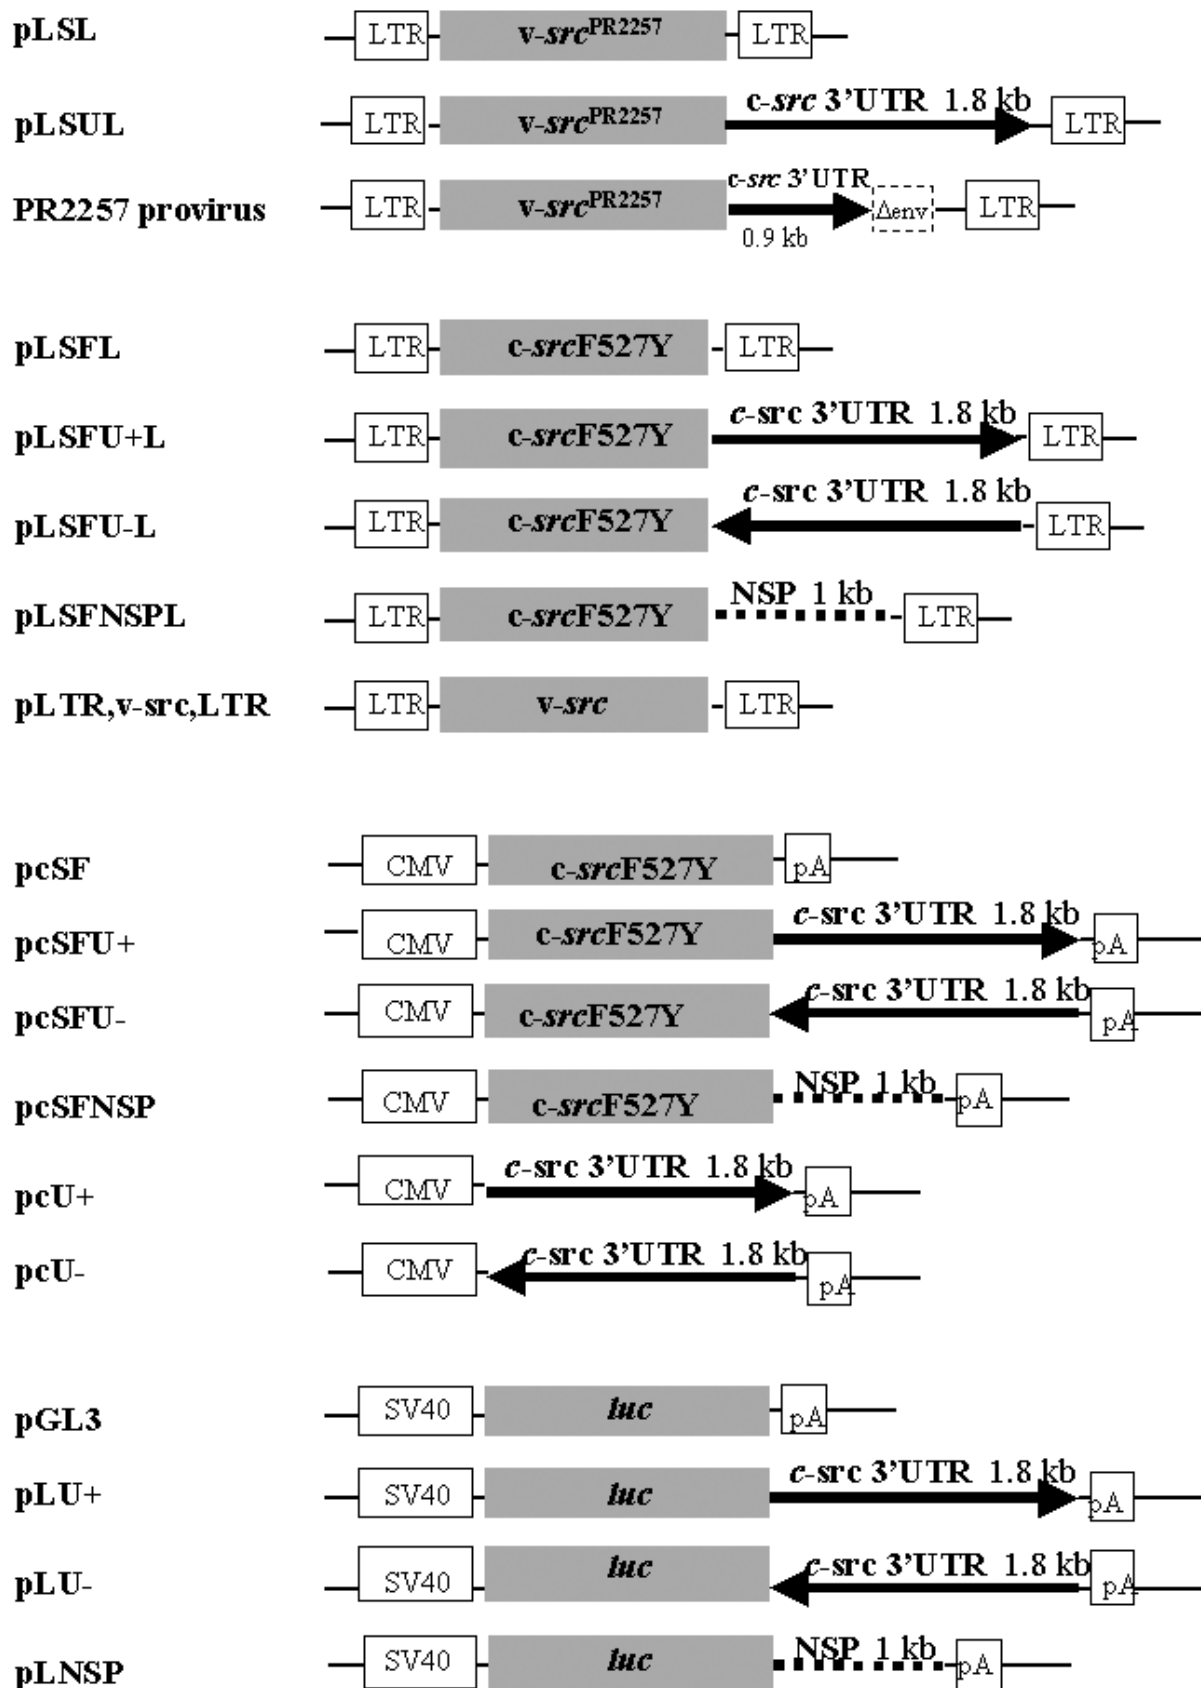 pLSL LTR v-src^PR2257 LTR
c-src 3'UTR 1.8 kb
pLSUL LTR v-src^PR2257 LTR
c-src 3'UTR
PR2257 provirus LTR v-src^PR2257 Δenv LTR
0.9 kb
pLSFL LTR c-srcF527Y LTR
c-src 3'UTR 1.8 kb
pLSFU+L LTR c-srcF527Y LTR
c-src 3'UTR 1.8 kb
pLSFU-L LTR c-srcF527Y LTR
NSP 1 kb
pLSFNSPL LTR c-srcF527Y LTR
pLTR,v-src,LTR LTR v-src LTR
pcSF CMV c-srcF527Y pA
c-src 3'UTR 1.8 kb
pcSFU+ CMV c-srcF527Y pA
c-src 3'UTR 1.8 kb
pcSFU- CMV c-srcF527Y pA
NSP 1 kb
pcSFNSP CMV c-srcF527Y pA
c-src 3'UTR 1.8 kb
pcU+ CMV pA
c-src 3'UTR 1.8 kb
pcU- CMV pA
pGL3 SV40 luc pA
c-src 3'UTR 1.8 kb
pLU+ SV40 luc pA
c-src 3'UTR 1.8 kb
pLU- SV40 luc pA
NSP 1 kb
pLNSP SV40 luc pA